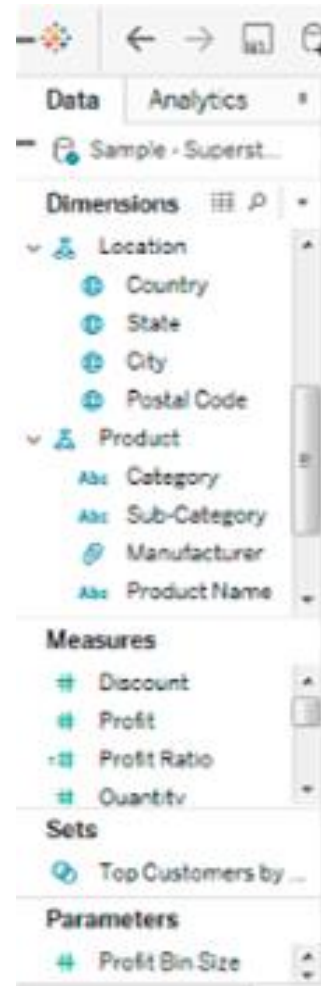 Data Analytics
Sample - Superst...
Dimensions
Location
Country
State
City
Postal Code
Product
Abc Category
Abc Sub-Category
Manufacturer
Abc Product Name
Measures
# Discount
# Profit
=# Profit Ratio
# Quantity
Sets
Top Customers by ...
Parameters
# Profit Bin Size